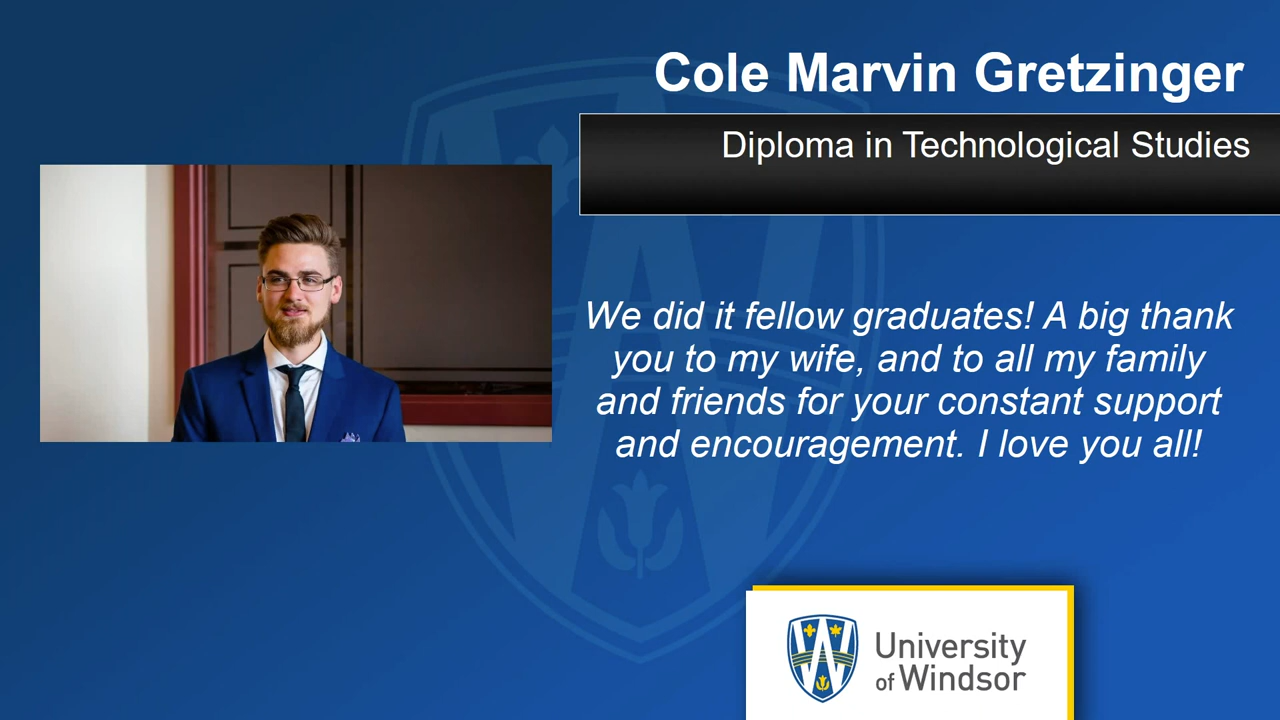 Cole Marvin Gretzinger
Diploma in Technological Studies
We did it fellow graduates! A big thank
you to my wife, and to all my family
and friends for your constant support
and encouragement. I love you all!
University
of Windsor